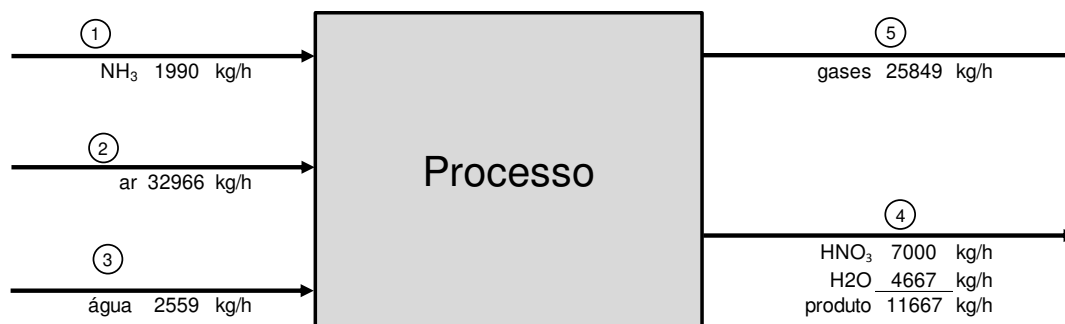 1
NH₃ 1990 kg/h
2
ar 32966 kg/h
3
água 2559 kg/h
Processo
5
gases 25849 kg/h
4
HNO₃ 7000 kg/h
H2O 4667 kg/h
produto 11667 kg/h